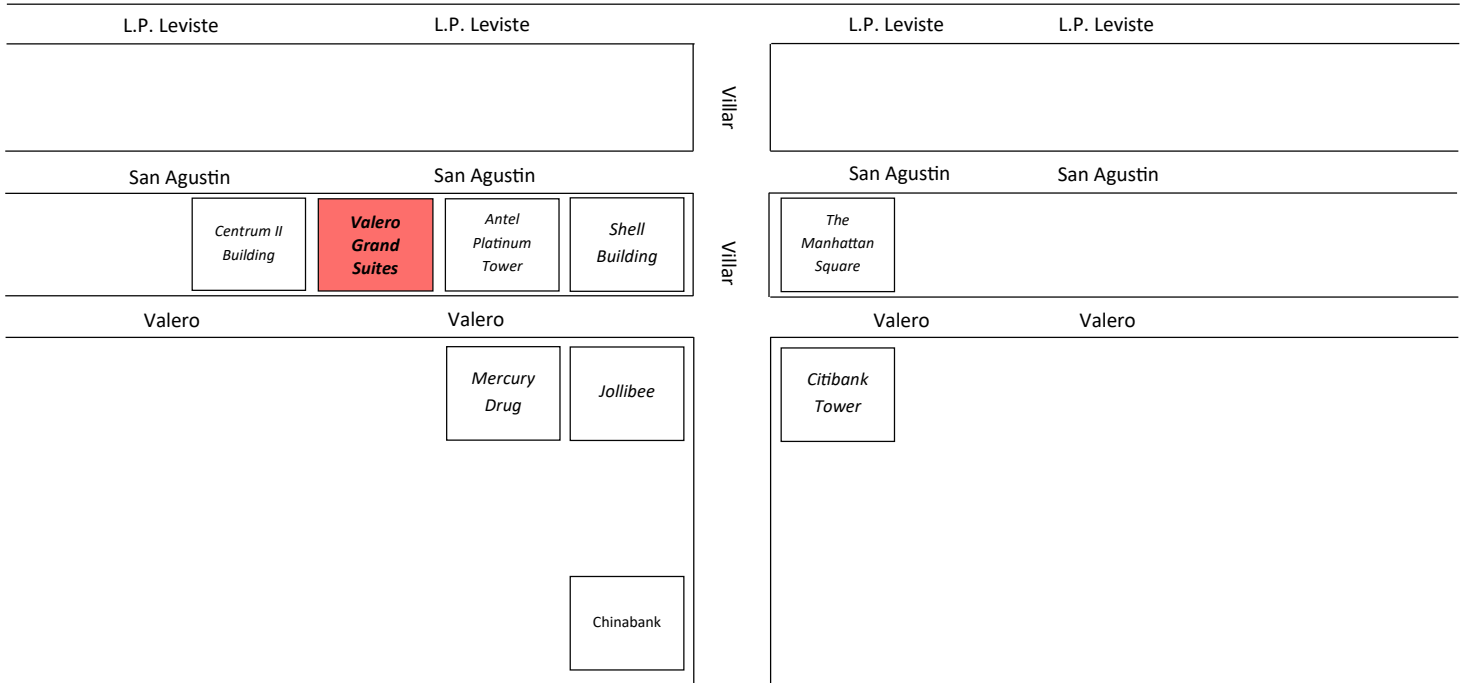 L.P. Leviste
L.P. Leviste
L.P. Leviste
L.P. Leviste
Villar
San Agustin
San Agustin
San Agustin
San Agustin
Centrum II
Building
Valero
Grand
Suites
Antel
Platinum
Tower
Shell
Building
Villar
The
Manhattan
Square
Valero
Valero
Valero
Valero
Mercury
Drug
Jollibee
Citibank
Tower
Chinabank